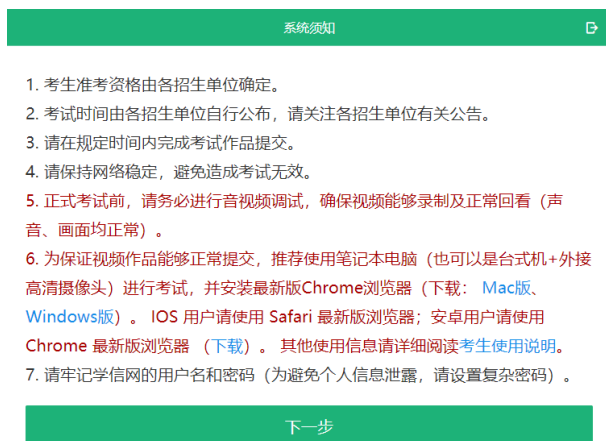 系统须知
1. 考生准考资格由各招生单位确定。
2. 考试时间由各招生单位自行公布，请关注各招生单位有关公告。
3. 请在规定时间内完成考试作品提交。
4. 请保持网络稳定，避免造成考试无效。
5. 正式考试前，请务必进行音视频调试，确保视频能够录制及正常回看（声
音、画面均正常）。
6. 为保证视频作品能够正常提交，推荐使用笔记本电脑（也可以是台式机+外接
高清摄像头）进行考试，并安装最新版Chrome浏览器（下载： Mac版、
Windows版）。 IOS 用户请使用 Safari 最新版浏览器；安卓用户请使用
Chrome 最新版浏览器 （下载）。 其他使用信息请详细阅读考生使用说明。
7. 请牢记学信网的用户名和密码（为避免个人信息泄露，请设置复杂密码）。
下一步